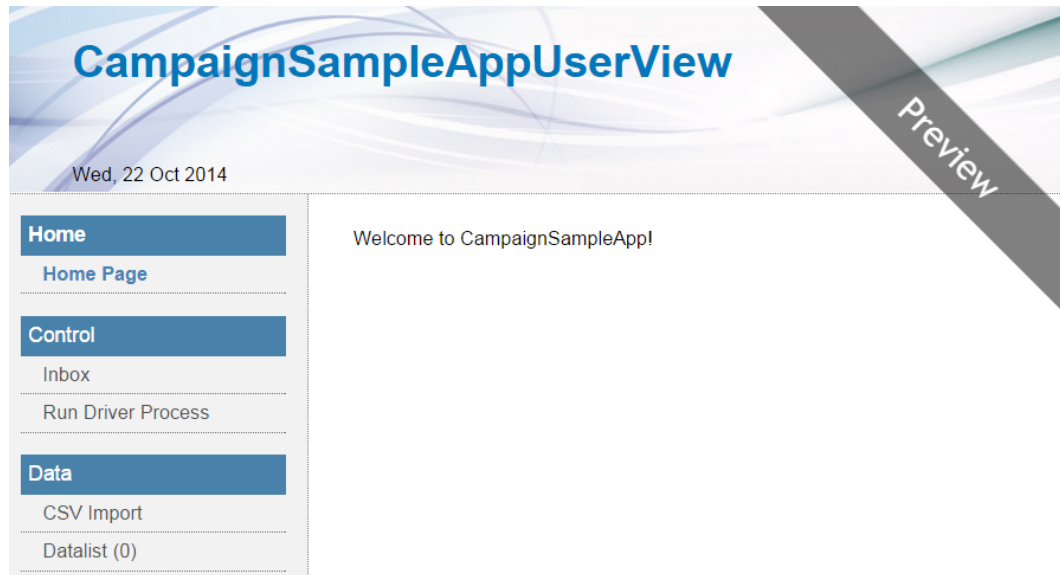 CampaignSampleAppUserView
Preview
Wed, 22 Oct 2014
Home
Home Page
Control
Inbox
Run Driver Process
Data
CSV Import
Datalist (0)
Welcome to CampaignSampleApp!